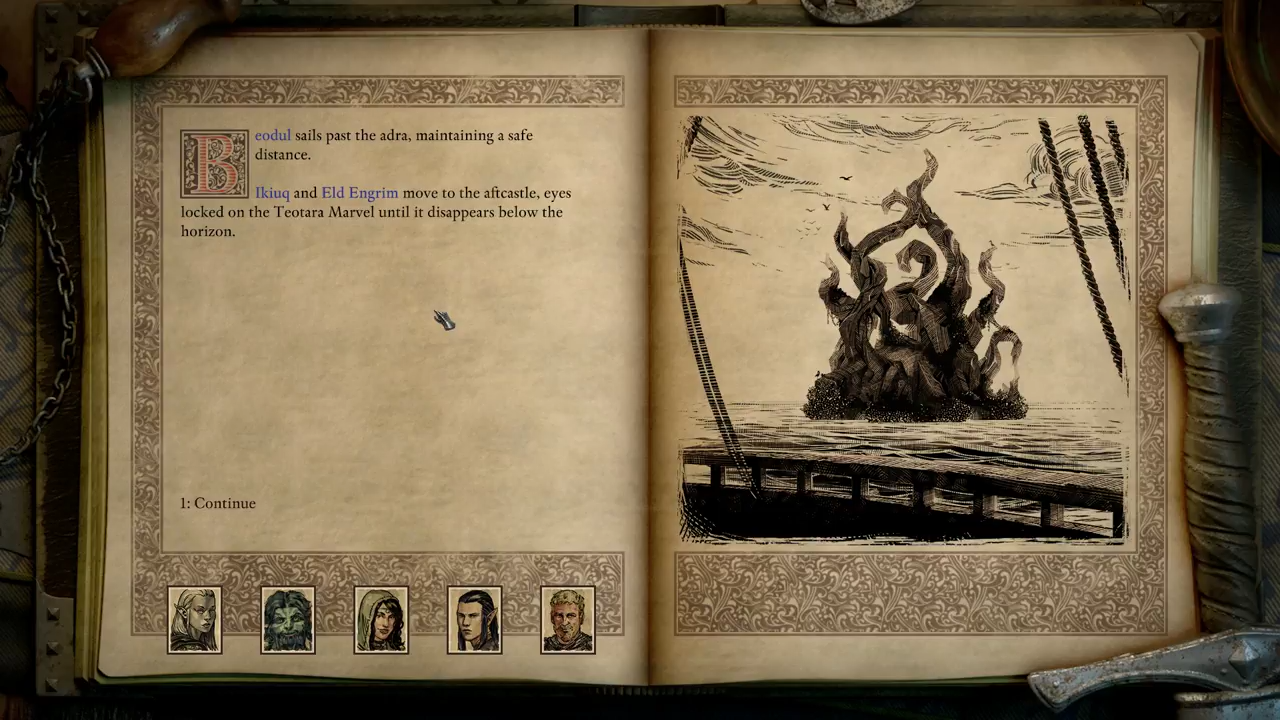 Beodul sails past the adra, maintaining a safe
distance.
Ikiuq and Eld Engrim move to the aftcastle, eyes
locked on the Teotara Marvel until it disappears below the
horizon.
1: Continue